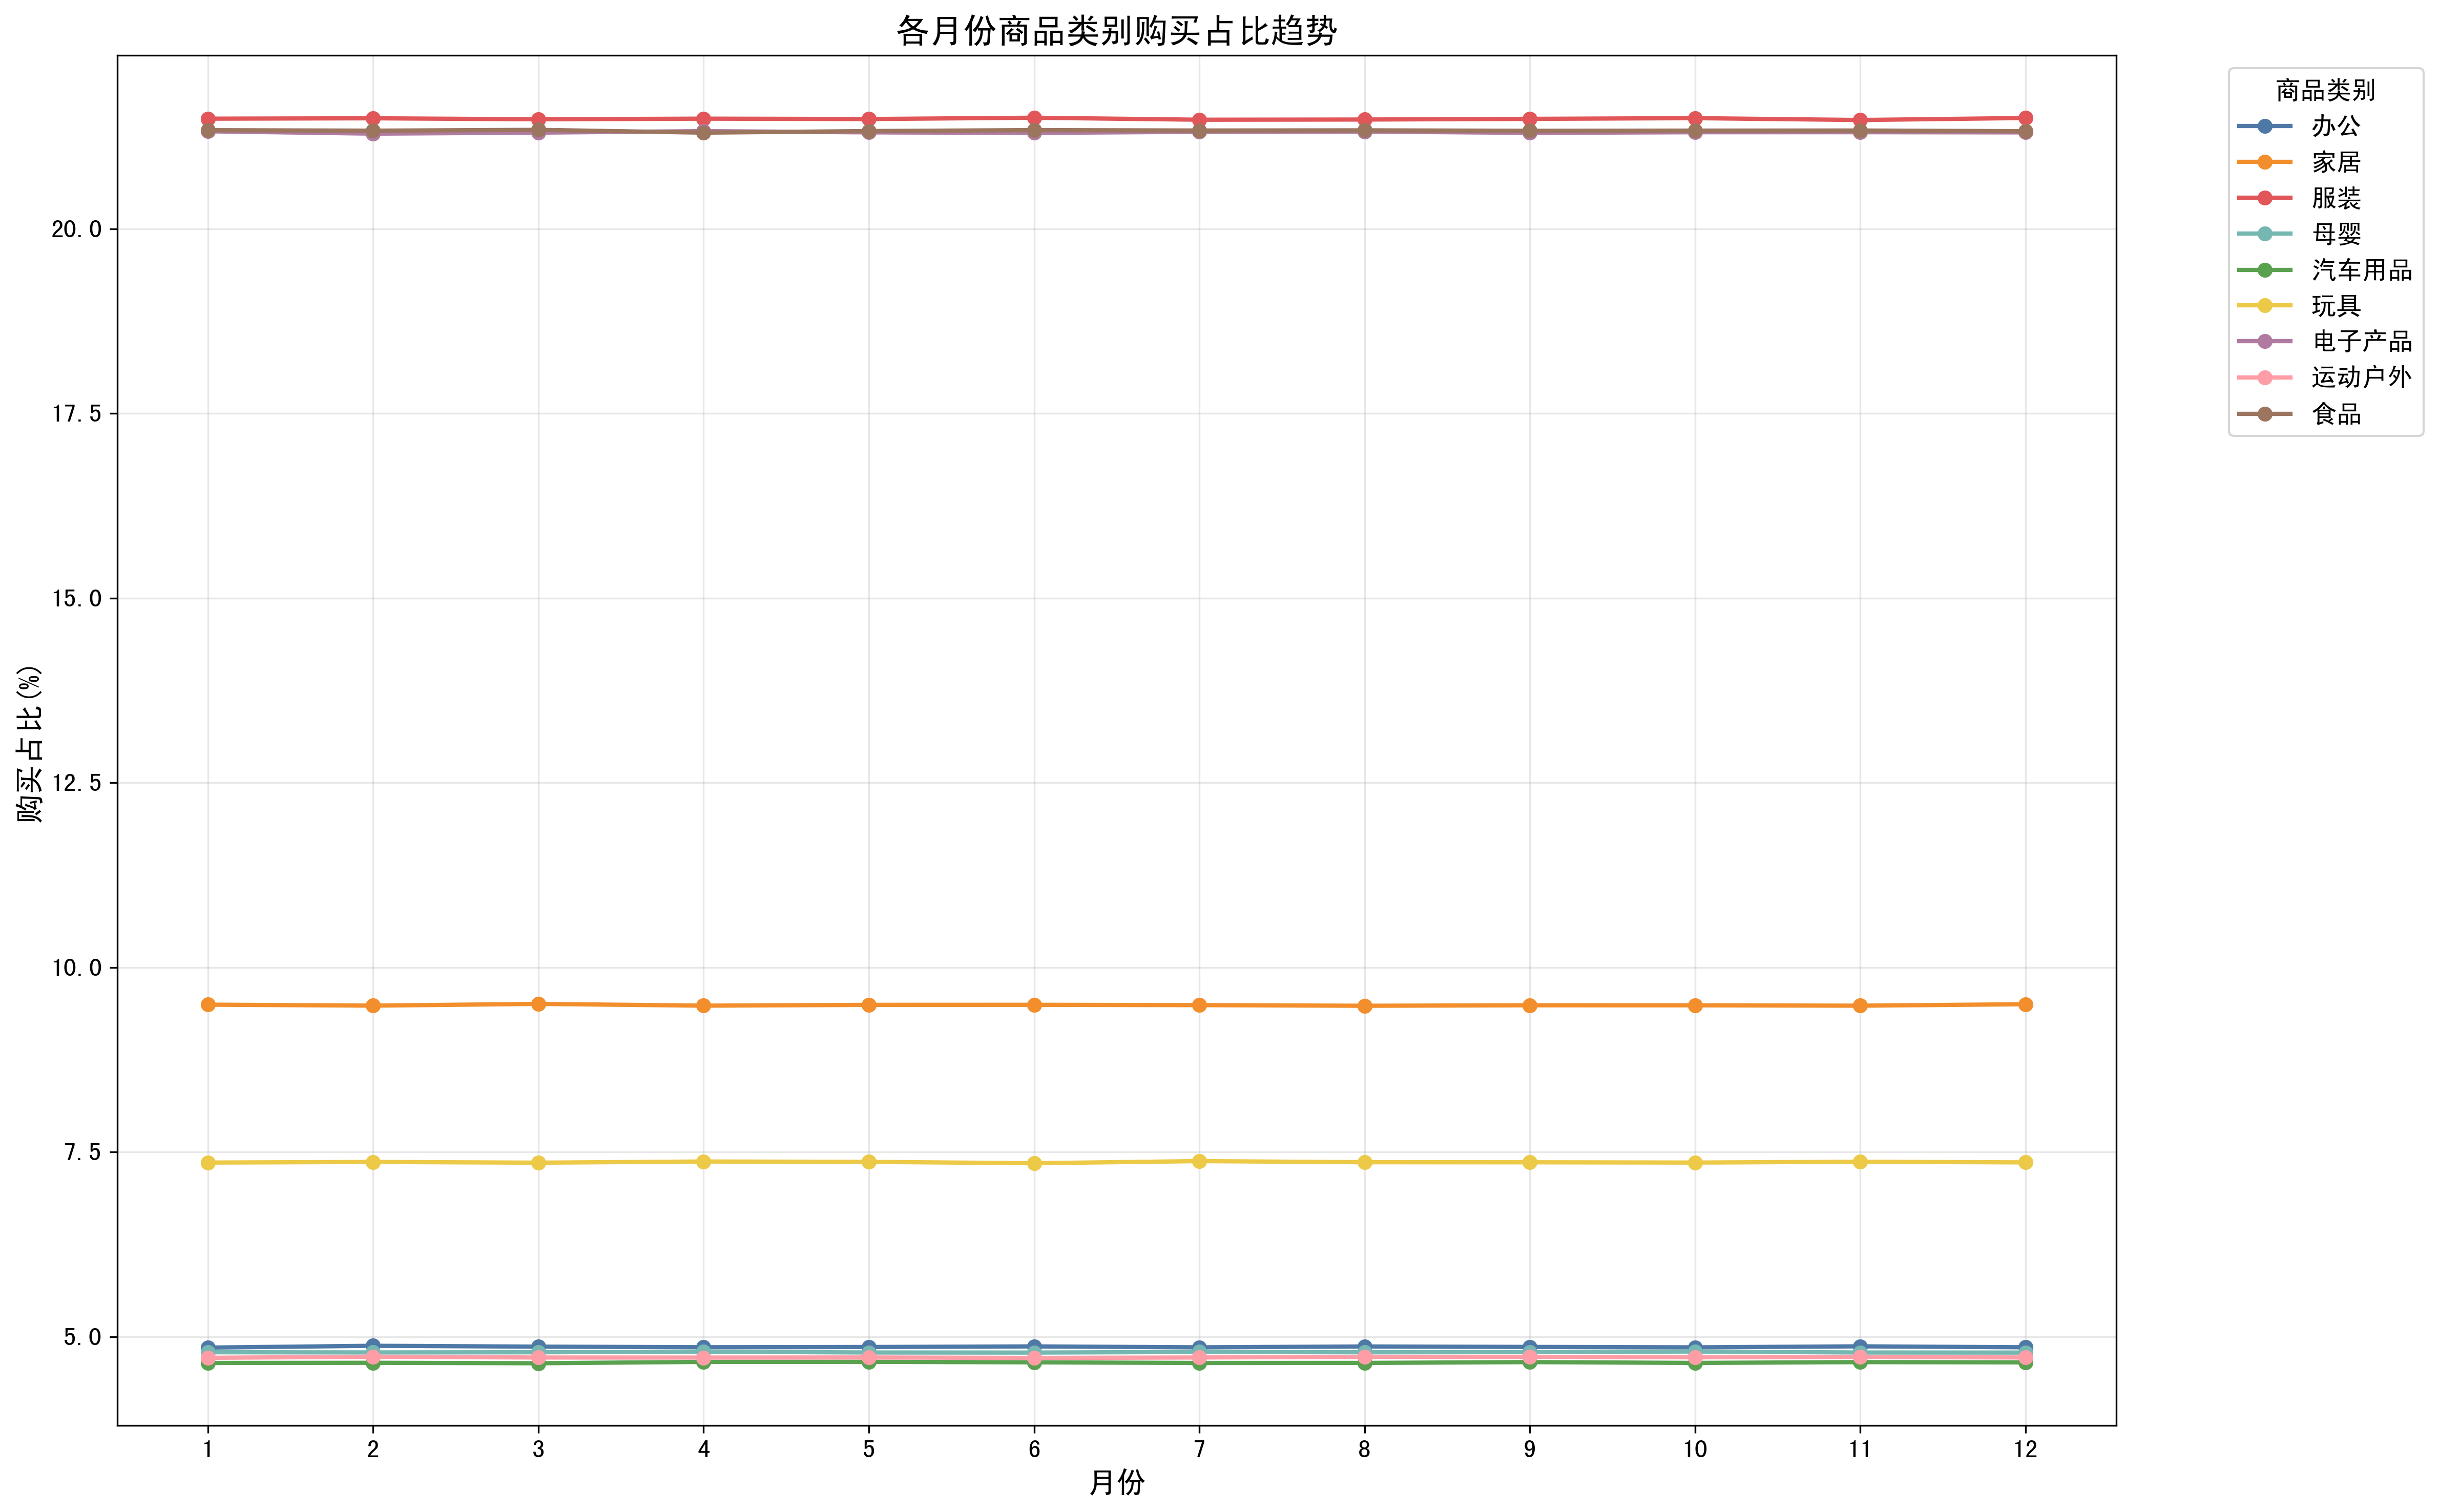 各月份商品类别购买占比趋势
购买占比(%)
20.0
17.5
15.0
12.5
10.0
7.5
5.0
1 2 3 4 5 6 7 8 9 10 11 12
月份
商品类别
办公
家居
服装
母婴
汽车用品
玩具
电子产品
运动户外
食品